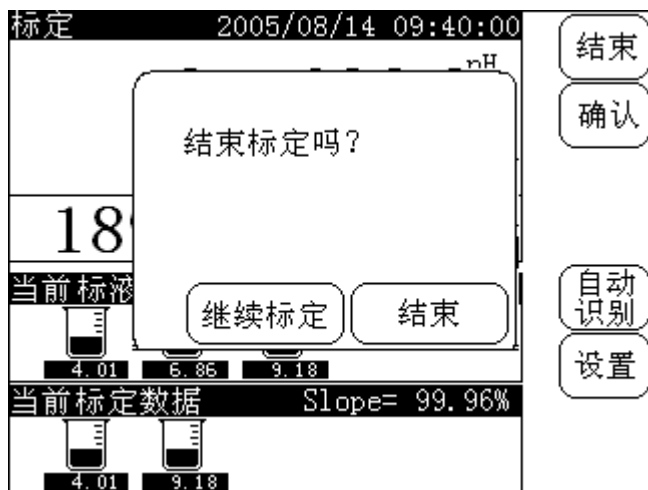 标定 2005/08/14 09:40:00
结束
pH
确认
结束标定吗?
18
当前标液
自动
识别
继续标定 结束
4.01 6.86 9.18
设置
当前标定数据 Slope= 99.96%
4.01 9.18